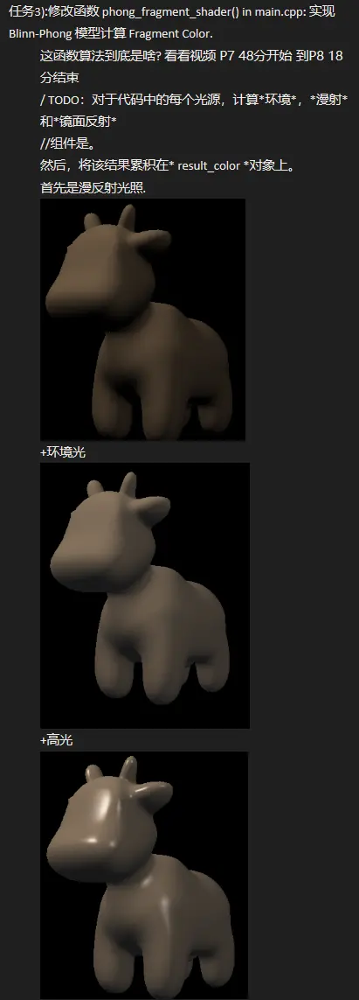 任务3):修改函数 phong_fragment_shader() in main.cpp: 实现
Blinn-Phong 模型计算 Fragment Color.
这函数算法到底是啥? 看看视频 P7 48分开始 到P8 18
分结束
/ TODO：对于代码中的每个光源，计算*环境*，*漫射*
和*镜面反射*
//组件是。
然后，将该结果累积在* result_color *对象上。
首先是漫反射光照.
+环境光
+高光